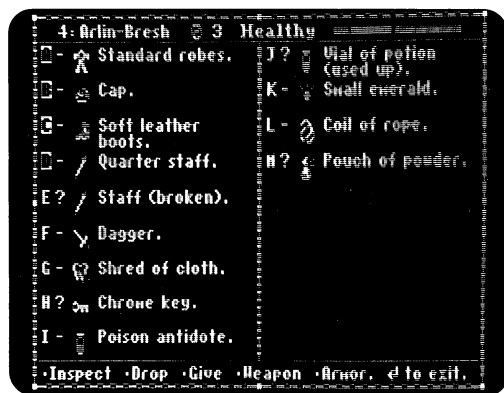 4: Arlin-Bresh 3 Healthy
A - Standard robes.
B - Cap.
C - Soft leather
boots.
D - Quarter staff.
E ? Staff (broken).
F - Dagger.
G - Shred of cloth.
H ? Chrome key.
I - Poison antidote.
J ? Vial of potion
(used up).
K - Small emerald.
L - Coil of rope.
M ? Pouch of powder.
·Inspect ·Drop ·Give ·Weapon ·Armor. ↵ to exit.